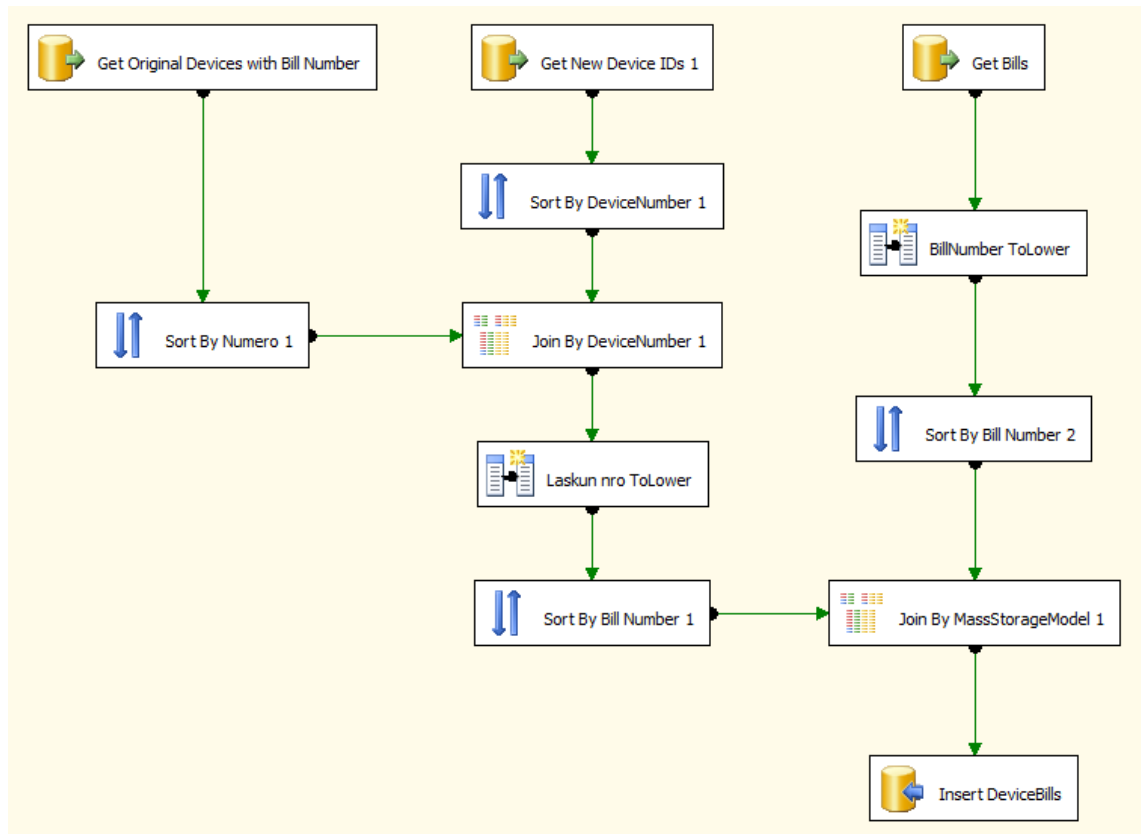 Get Original Devices with Bill Number
Get New Device IDs 1
Get Bills
Sort By DeviceNumber 1
BillNumber ToLower
Sort By Numero 1
Join By DeviceNumber 1
Sort By Bill Number 2
Laskun nro ToLower
Sort By Bill Number 1
Join By MassStorageModel 1
Insert DeviceBills